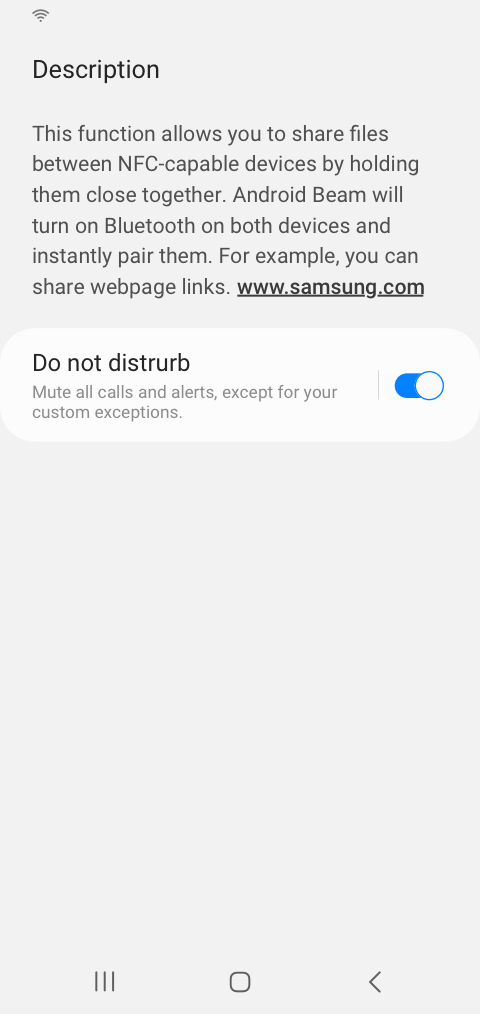 Description
This function allows you to share files
between NFC-capable devices by holding
them close together. Android Beam will
turn on Bluetooth on both devices and
instantly pair them. For example, you can
share webpage links. www.samsung.com
Do not distrurb
Mute all calls and alerts, except for your
custom exceptions.